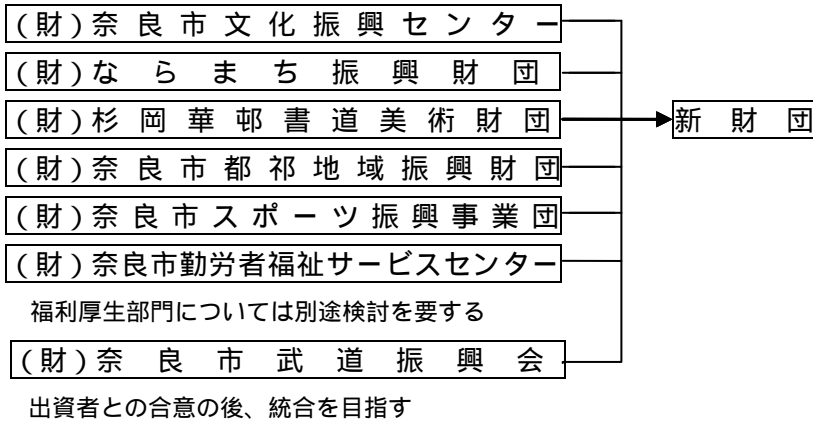 (財)奈良市文化振興センター
(財)ならまち振興財団
(財)杉岡華邨書道美術財団
新財団
(財)奈良市都祁地域振興財団
(財)奈良市スポーツ振興事業団
(財)奈良市勤労者福祉サービスセンター
福利厚生部門については別途検討を要する
(財)奈良市武道振興会
出資者との合意の後、統合を目指す